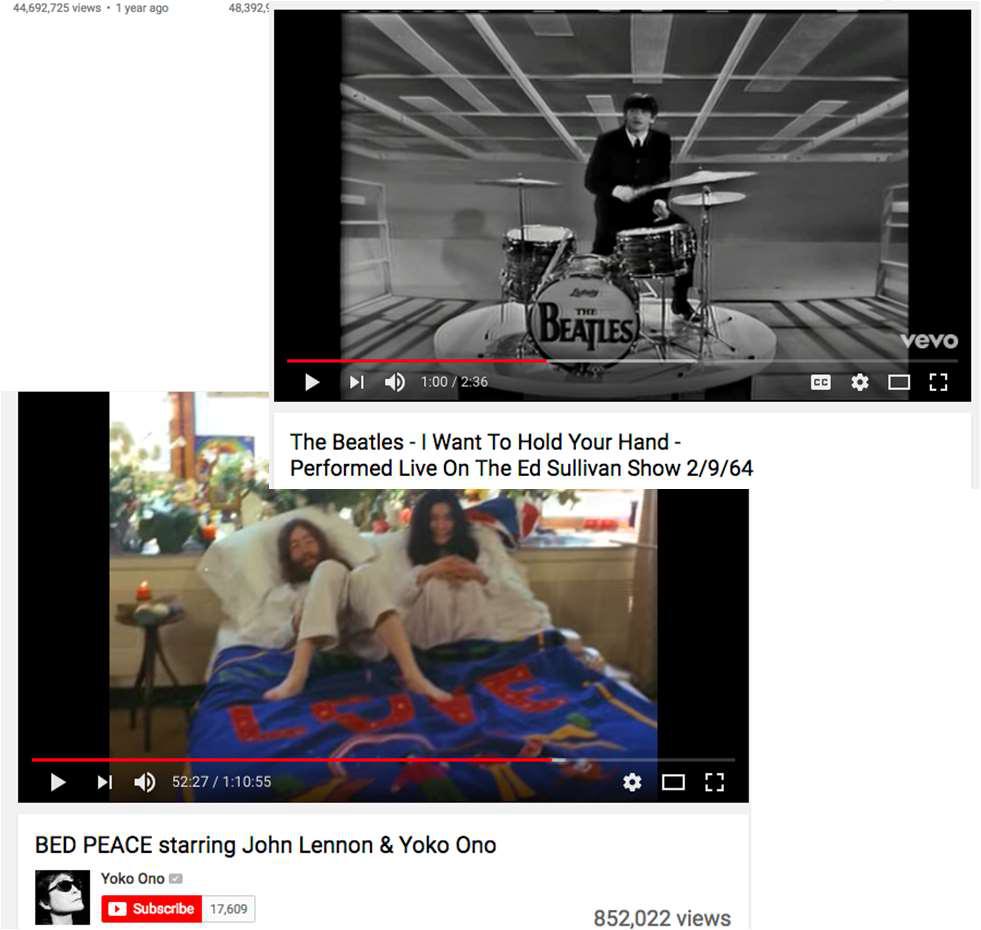 44,692,725 views • 1 year ago
48,392,9
Ludwig
THE
BEATLES
vevo
1:00 / 2:36
CC
The Beatles - I Want To Hold Your Hand -
Performed Live On The Ed Sullivan Show 2/9/64
LOVE
52:27 / 1:10:55
BED PEACE starring John Lennon & Yoko Ono
Yoko Ono
Subscribe 17,609
852,022 views